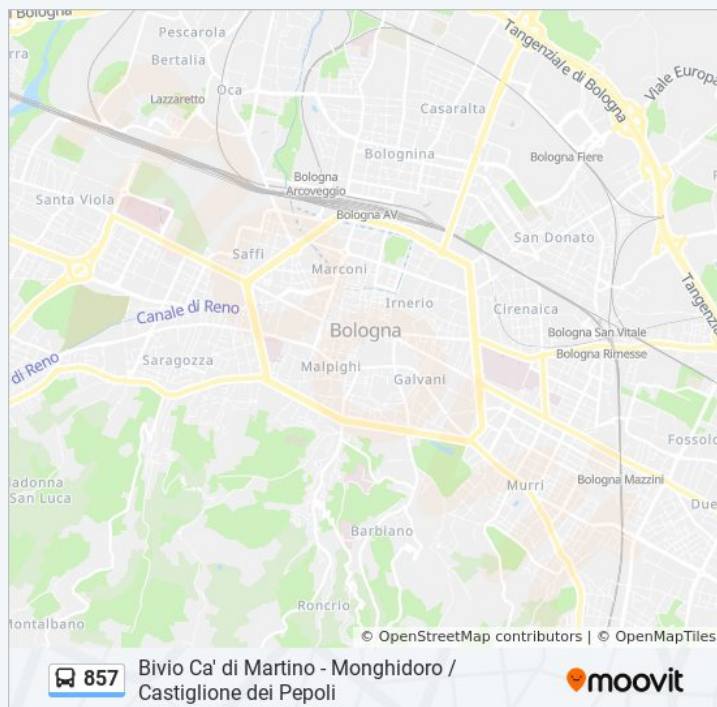 i Bologna
Pescarola
Bertalia
Tangenziale di Bologna
Viale Europa
Lazzaretto
Oca
Casaralta
Bolognina
Bologna Fiere
Bologna
Arcoveggio
Santa Viola
Bologna AV
San Donato
Saffi
Marconi
Tangenzia
Irnerio
Cirenaica
Canale di Reno
Bologna
Bologna San Vitale
Bologna Rimesse
di Reno
Saragozza
Malpighi
Galvani
Fossolo
adonna
San Luca
Murri
Bologna Mazzini
Due
Barbiano
Roncrio
Montalbano
© OpenStreetMap contributors | © OpenMapTiles
857
Bivio Ca' di Martino - Monghidoro /
Castiglione dei Pepoli
moovit